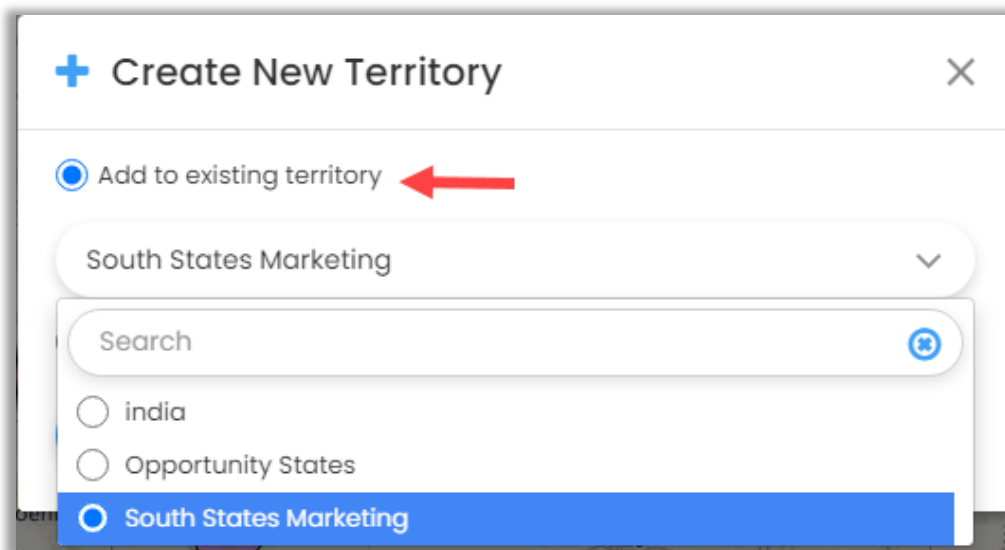 Create New Territory
Add to existing territory
South States Marketing
Search
india
Opportunity States
South States Marketing